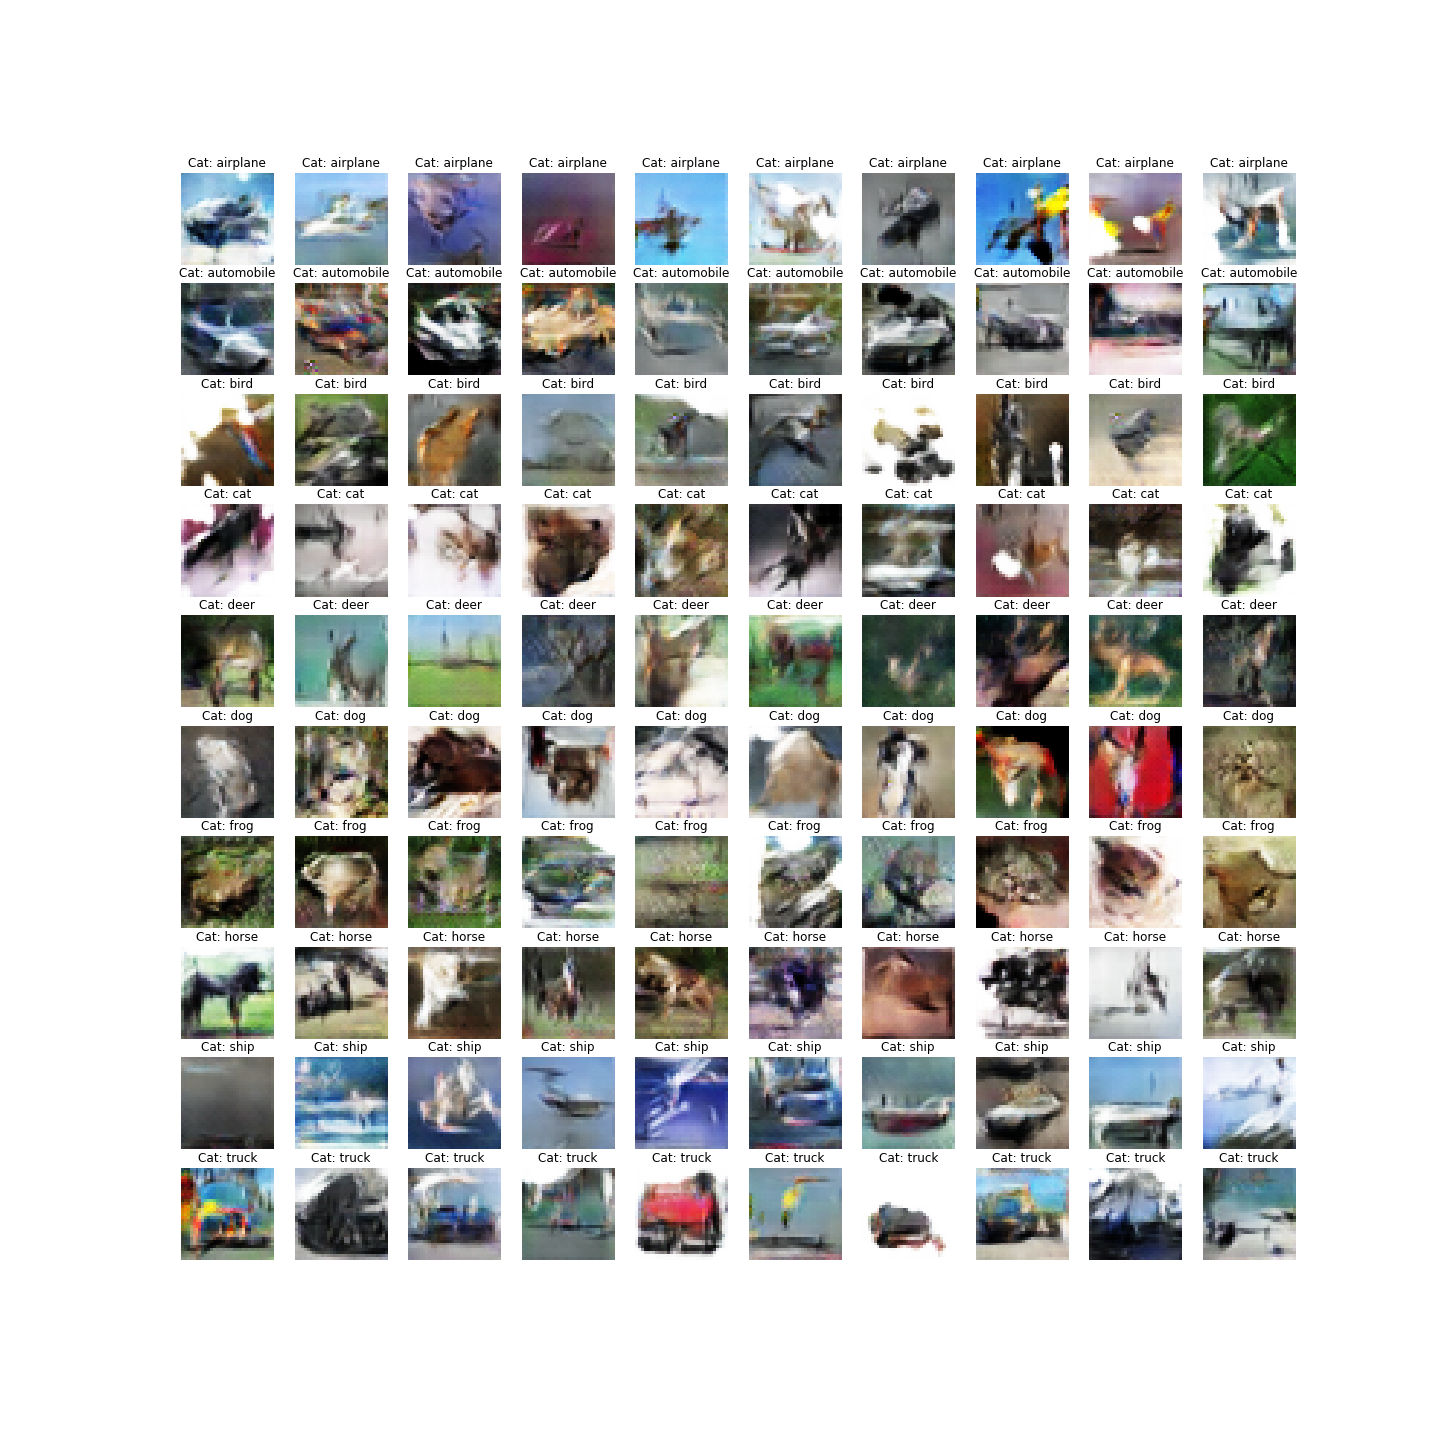 Cat: airplane Cat: airplane Cat: airplane Cat: airplane Cat: airplane Cat: airplane Cat: airplane Cat: airplane Cat: airplane Cat: airplane
Cat: automobile Cat: automobile Cat: automobile Cat: automobile Cat: automobile Cat: automobile Cat: automobile Cat: automobile Cat: automobile Cat: automobile
Cat: bird Cat: bird Cat: bird Cat: bird Cat: bird Cat: bird Cat: bird Cat: bird Cat: bird Cat: bird
Cat: cat Cat: cat Cat: cat Cat: cat Cat: cat Cat: cat Cat: cat Cat: cat Cat: cat Cat: cat
Cat: deer Cat: deer Cat: deer Cat: deer Cat: deer Cat: deer Cat: deer Cat: deer Cat: deer Cat: deer
Cat: dog Cat: dog Cat: dog Cat: dog Cat: dog Cat: dog Cat: dog Cat: dog Cat: dog Cat: dog
Cat: frog Cat: frog Cat: frog Cat: frog Cat: frog Cat: frog Cat: frog Cat: frog Cat: frog Cat: frog
Cat: horse Cat: horse Cat: horse Cat: horse Cat: horse Cat: horse Cat: horse Cat: horse Cat: horse Cat: horse
Cat: ship Cat: ship Cat: ship Cat: ship Cat: ship Cat: ship Cat: ship Cat: ship Cat: ship Cat: ship
Cat: truck Cat: truck Cat: truck Cat: truck Cat: truck Cat: truck Cat: truck Cat: truck Cat: truck Cat: truck